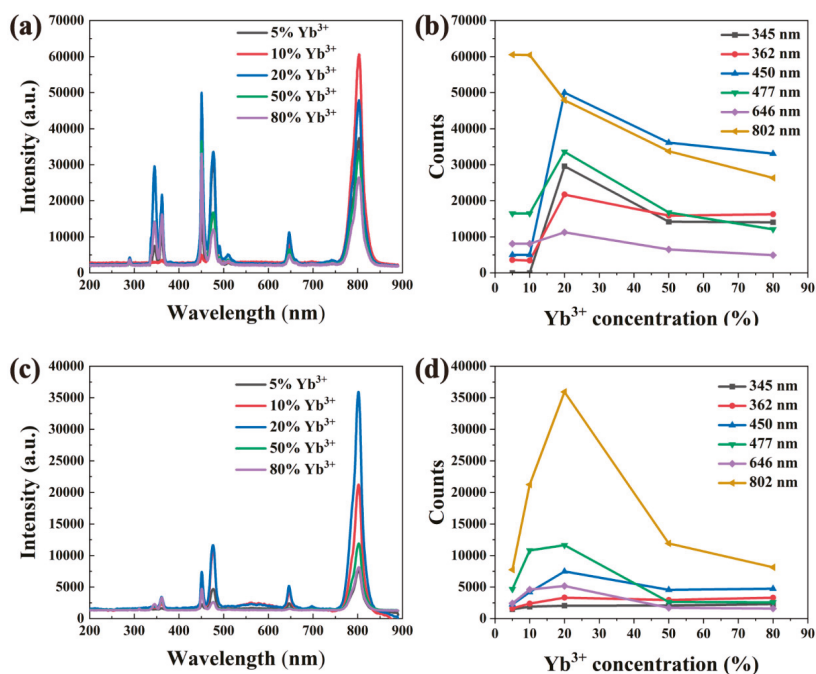 (a)
5% Yb³⁺
10% Yb³⁺
20% Yb³⁺
50% Yb³⁺
80% Yb³⁺
70000
60000
50000
40000
30000
20000
10000
0
200 300 400 500 600 700 800 900
Intensity (a.u.)
Wavelength (nm)
(b)
345 nm
362 nm
450 nm
477 nm
646 nm
802 nm
70000
60000
50000
40000
30000
20000
10000
0
0 10 20 30 40 50 60 70 80 90
Counts
Yb³⁺ concentration (%)
(c)
5% Yb³⁺
10% Yb³⁺
20% Yb³⁺
50% Yb³⁺
80% Yb³⁺
40000
35000
30000
25000
20000
15000
10000
5000
0
200 300 400 500 600 700 800 900
Intensity (a.u.)
Wavelength (nm)
(d)
345 nm
362 nm
450 nm
477 nm
646 nm
802 nm
40000
35000
30000
25000
20000
15000
10000
5000
0
0 10 20 30 40 50 60 70 80 90
Counts
Yb³⁺ concentration (%)